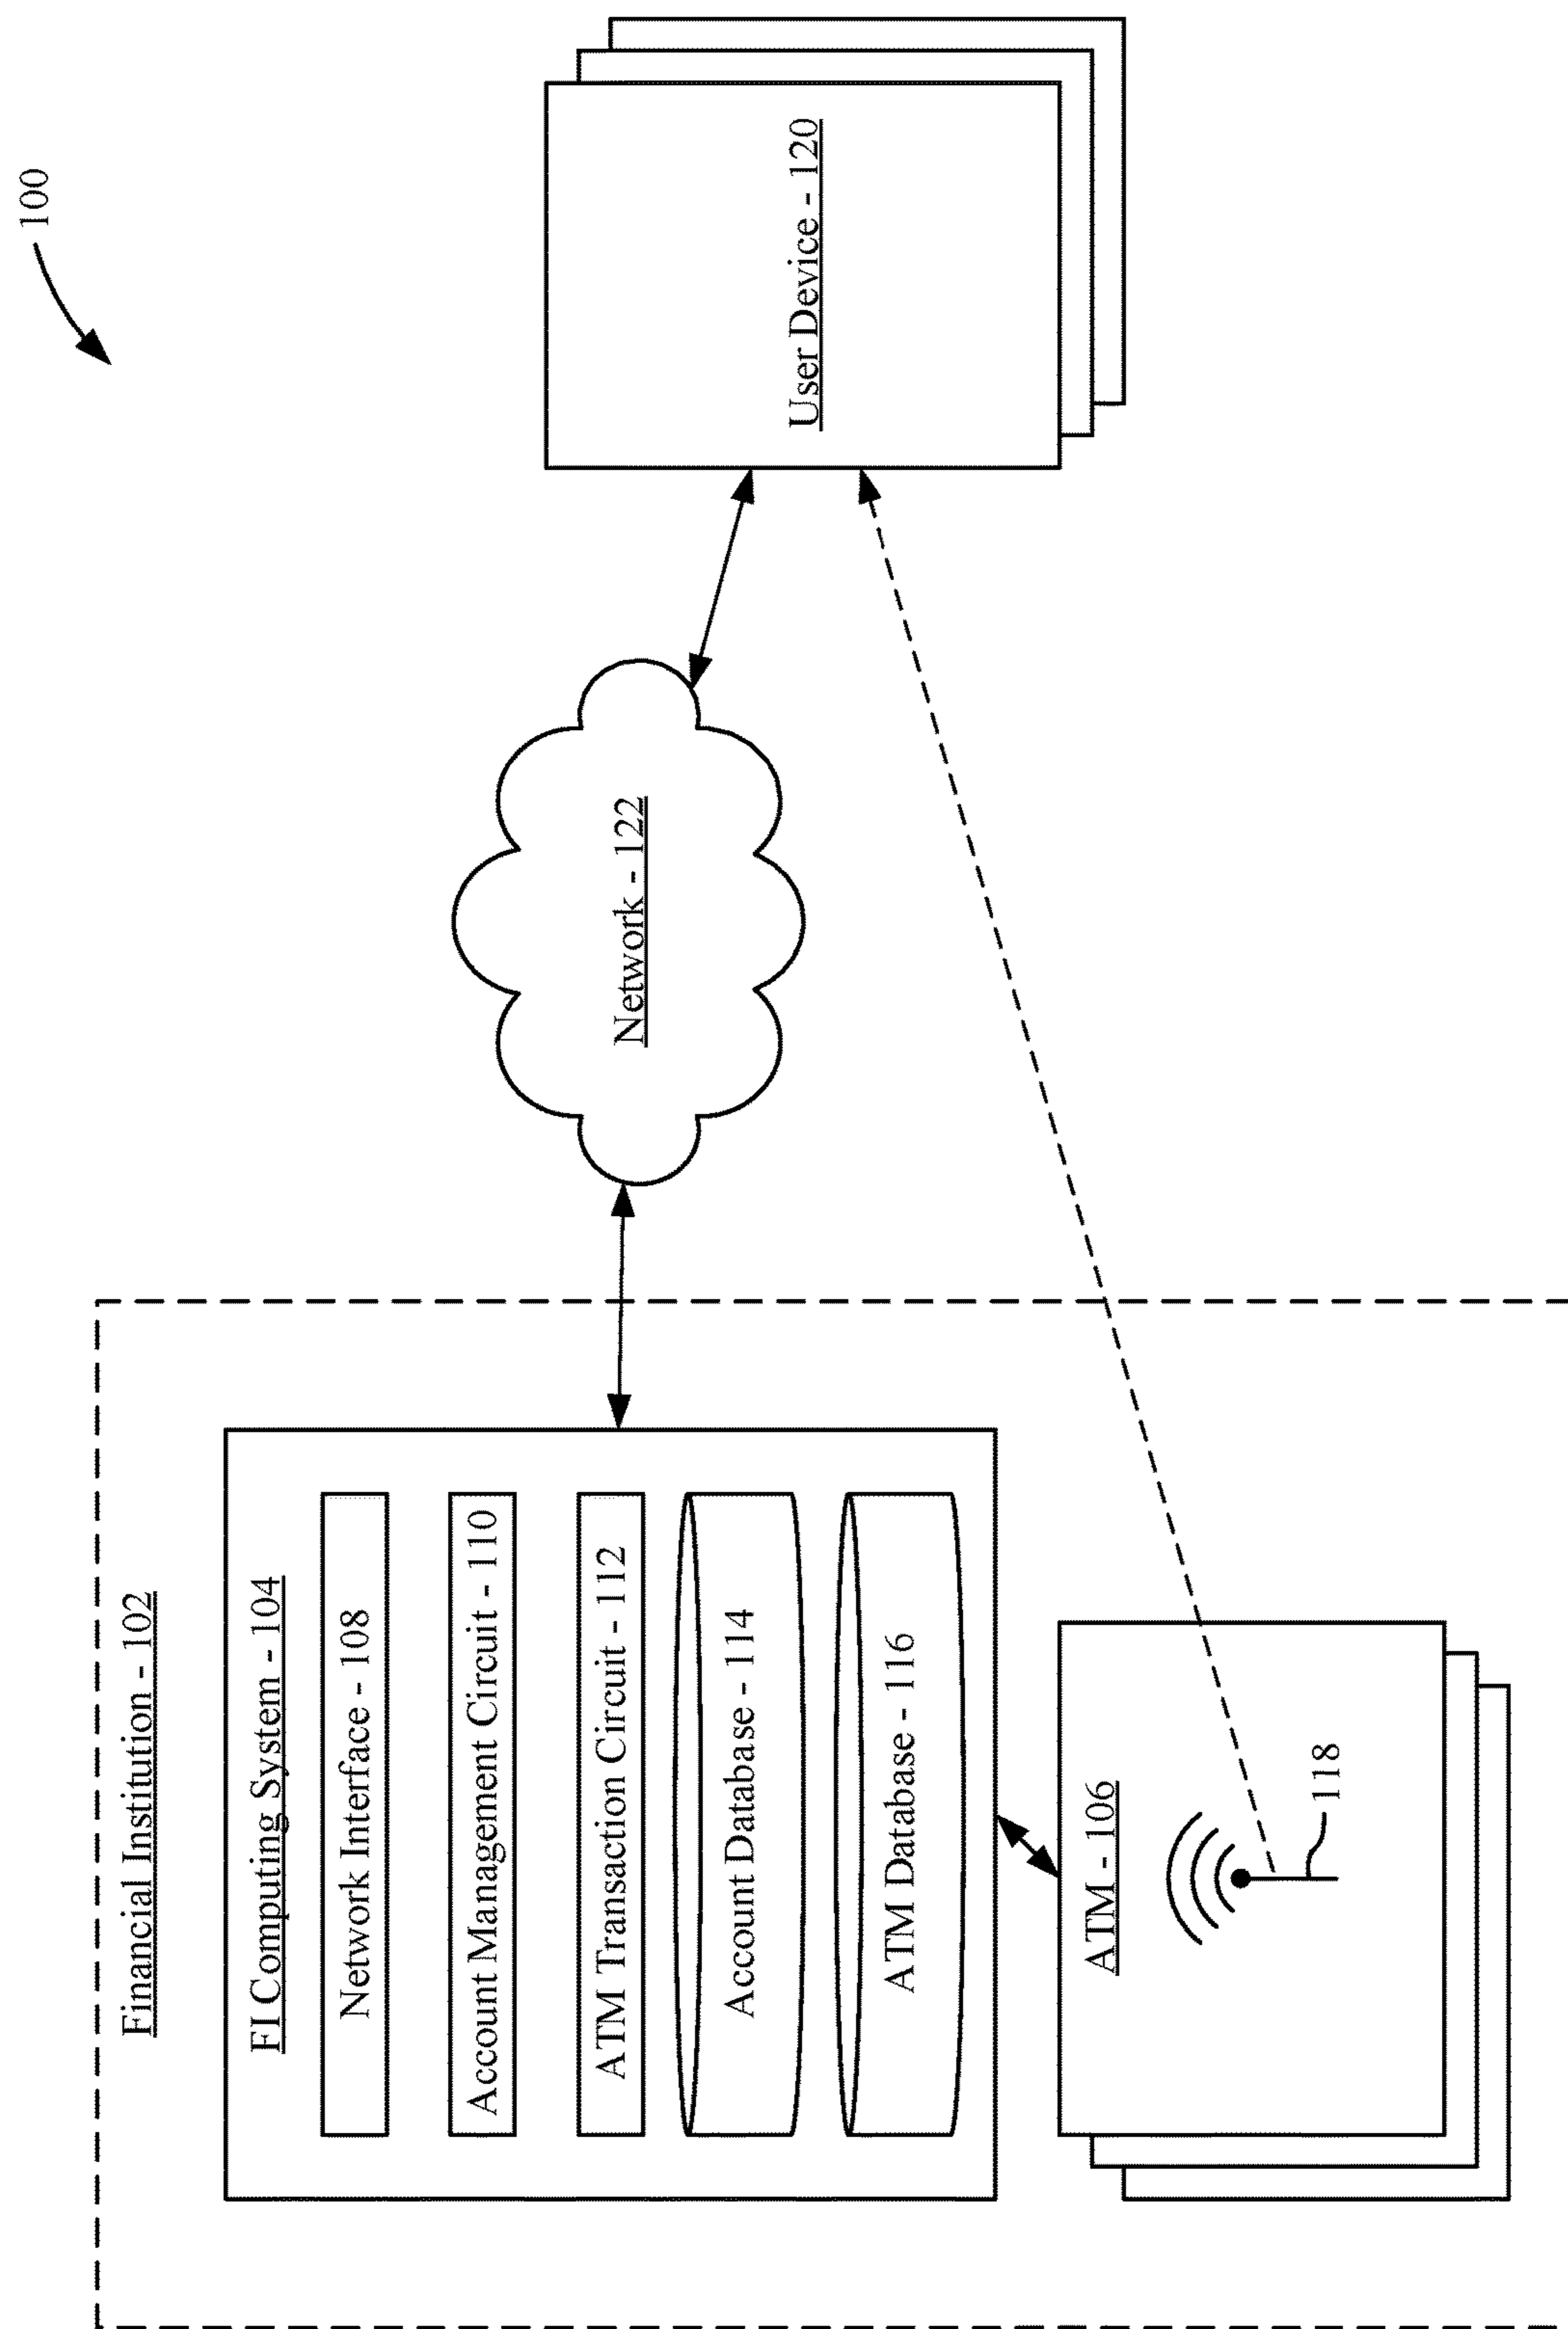 100
Financial Institution - 102
FI Computing System - 104
Network Interface - 108
Account Management Circuit - 110
ATM Transaction Circuit - 112
Account Database - 114
ATM Database - 116
ATM - 106
118
Network - 122
User Device - 120